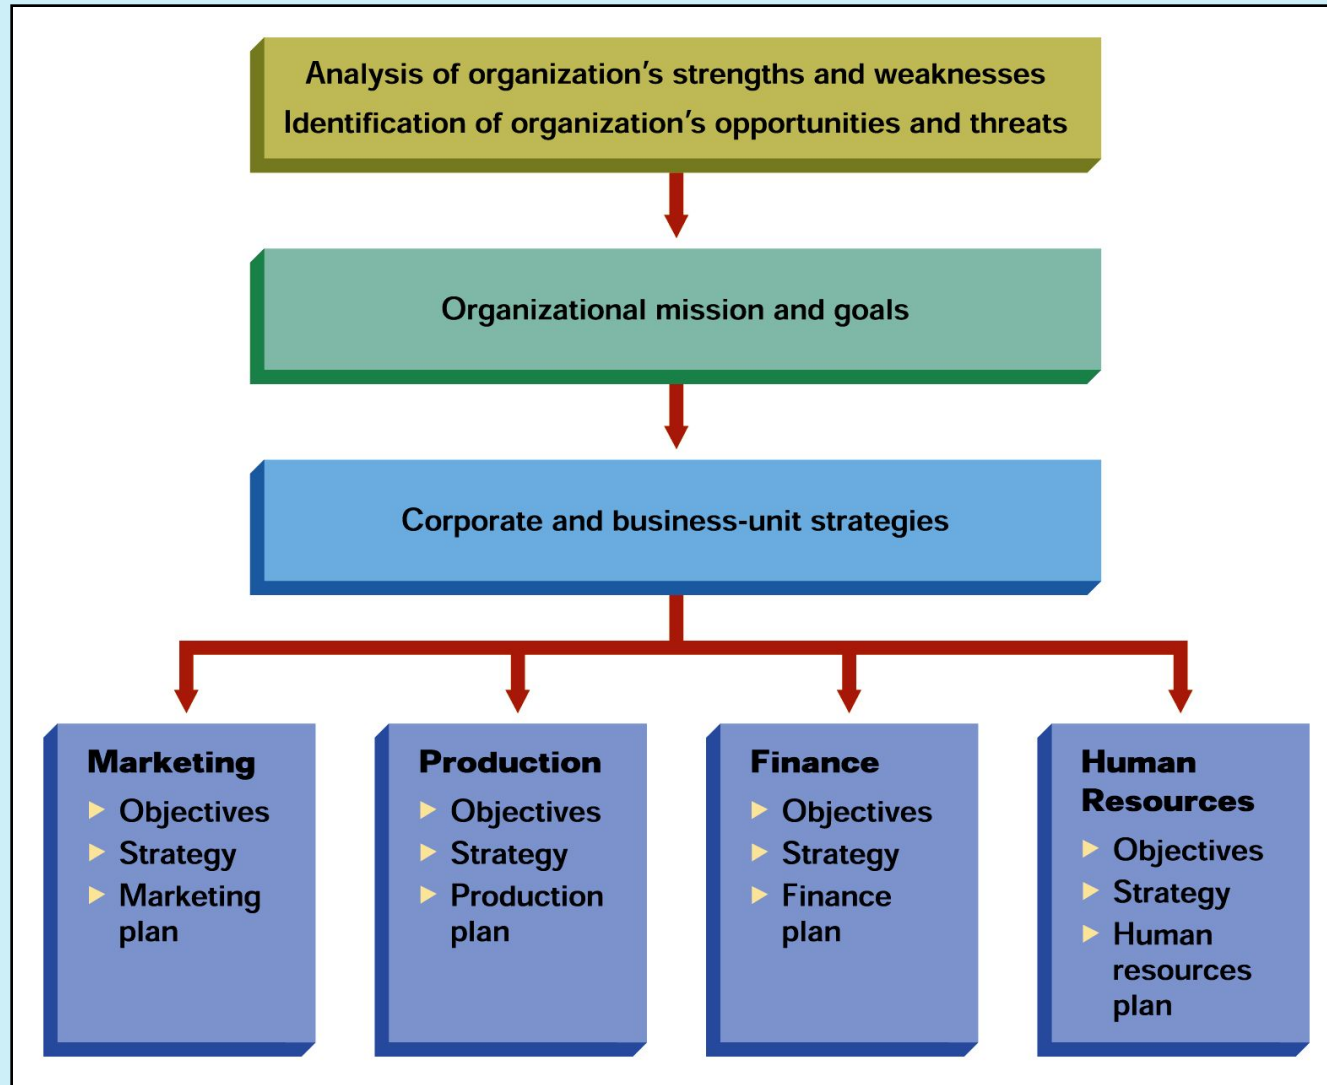 Analysis of organization’s strengths and weaknesses
Identification of organization’s opportunities and threats
Organizational mission and goals
Corporate and business-unit strategies
Marketing
Objectives
Strategy
Marketing
plan
Production
Objectives
Strategy
Production
plan
Finance
Objectives
Strategy
Finance
plan
Human
Resources
Objectives
Strategy
Human
resources
plan